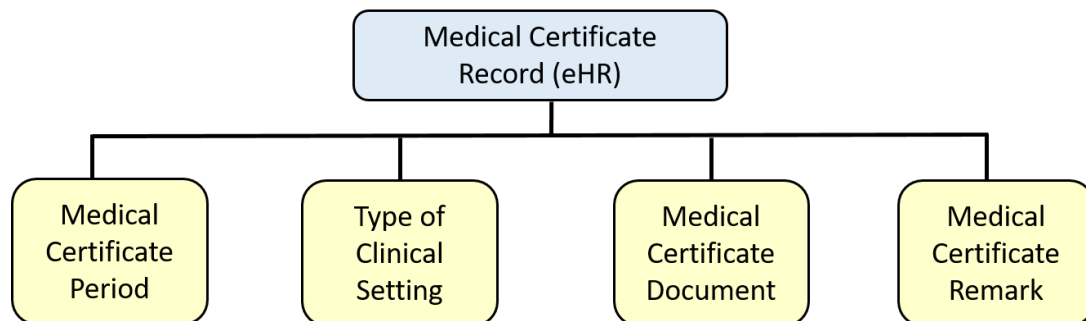 Medical Certificate
Record (eHR)
Medical
Certificate
Period
Type of
Clinical
Setting
Medical
Certificate
Document
Medical
Certificate
Remark